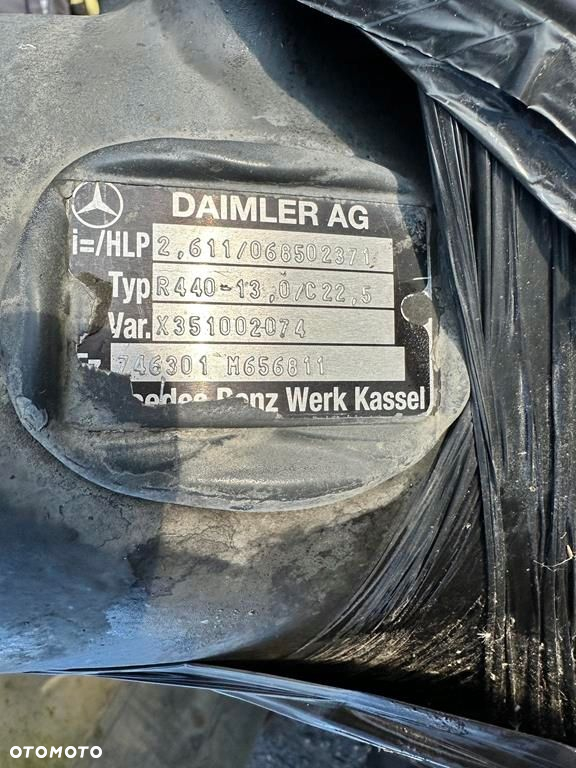 DAIMLER AG
i=/HLP 2,611/068502371
Typ R440-13,0/C22,5
Var. X351002074
746301 M656811
Benz Werk Kassel
OTOMOTO